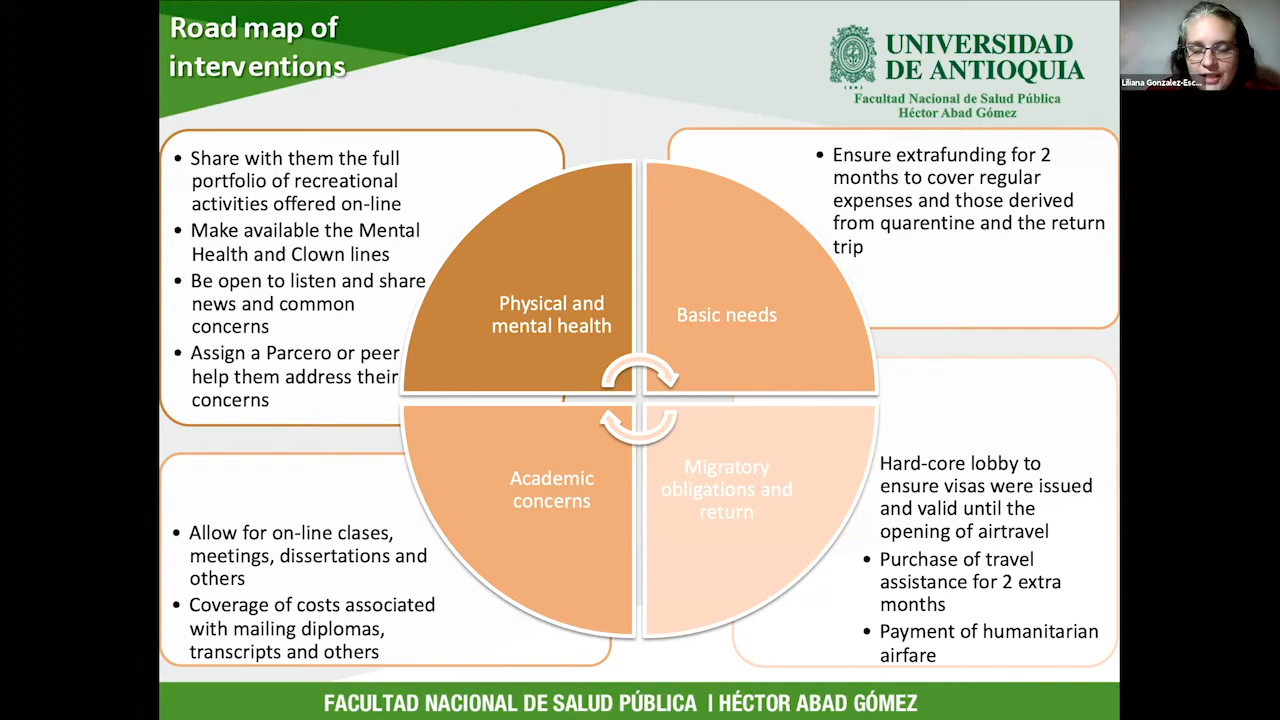 Road map of
interventions
UNIVERSIDAD
DE ANTIOQUIA
1803
Facultad Nacional de Salud Pública
Héctor Abad Gómez
Liliana Gonzalez-Esc...
• Share with them the full
portfolio of recreational
activities offered on-line
• Make available the Mental
Health and Clown lines
• Be open to listen and share
news and common
concerns
• Assign a Parcero or peer
help them address their
concerns
• Ensure extrafunding for 2
months to cover regular
expenses and those derived
from quarentine and the return
trip
Physical and
mental health
Basic needs
Academic
concerns
Migratory
obligations and
return
• Allow for on-line clases,
meetings, dissertations and
others
• Coverage of costs associated
with mailing diplomas,
transcripts and others
Hard-core lobby to
ensure visas were issued
and valid until the
opening of airtravel
• Purchase of travel
assistance for 2 extra
months
• Payment of humanitarian
airfare
FACULTAD NACIONAL DE SALUD PÚBLICA | HÉCTOR ABAD GÓMEZ